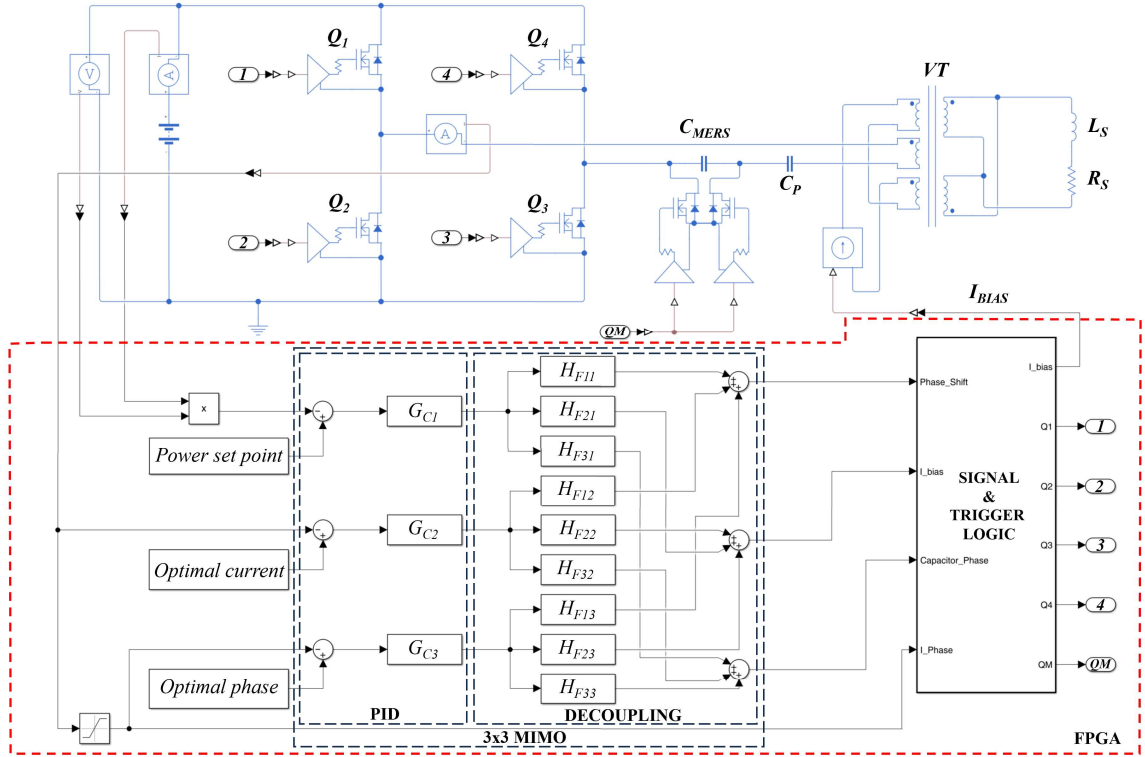 Q1
Q4
VT
1
4
V
A
A
CMERS
LS
CP
RS
Q2
Q3
2
3
IBIAS
QM
HF11
I_bias
Phase_Shift
x
GC1
HF21
Q1
1
Power set point
HF31
I_bias
SIGNAL
&
TRIGGER
LOGIC
HF12
Q2
2
GC2
HF22
Q3
3
Optimal current
HF32
Capacitor_Phase
HF13
Q4
4
GC3
HF23
I_Phase
QM
QM
Optimal phase
HF33
PID
DECOUPLING
3x3 MIMO
FPGA